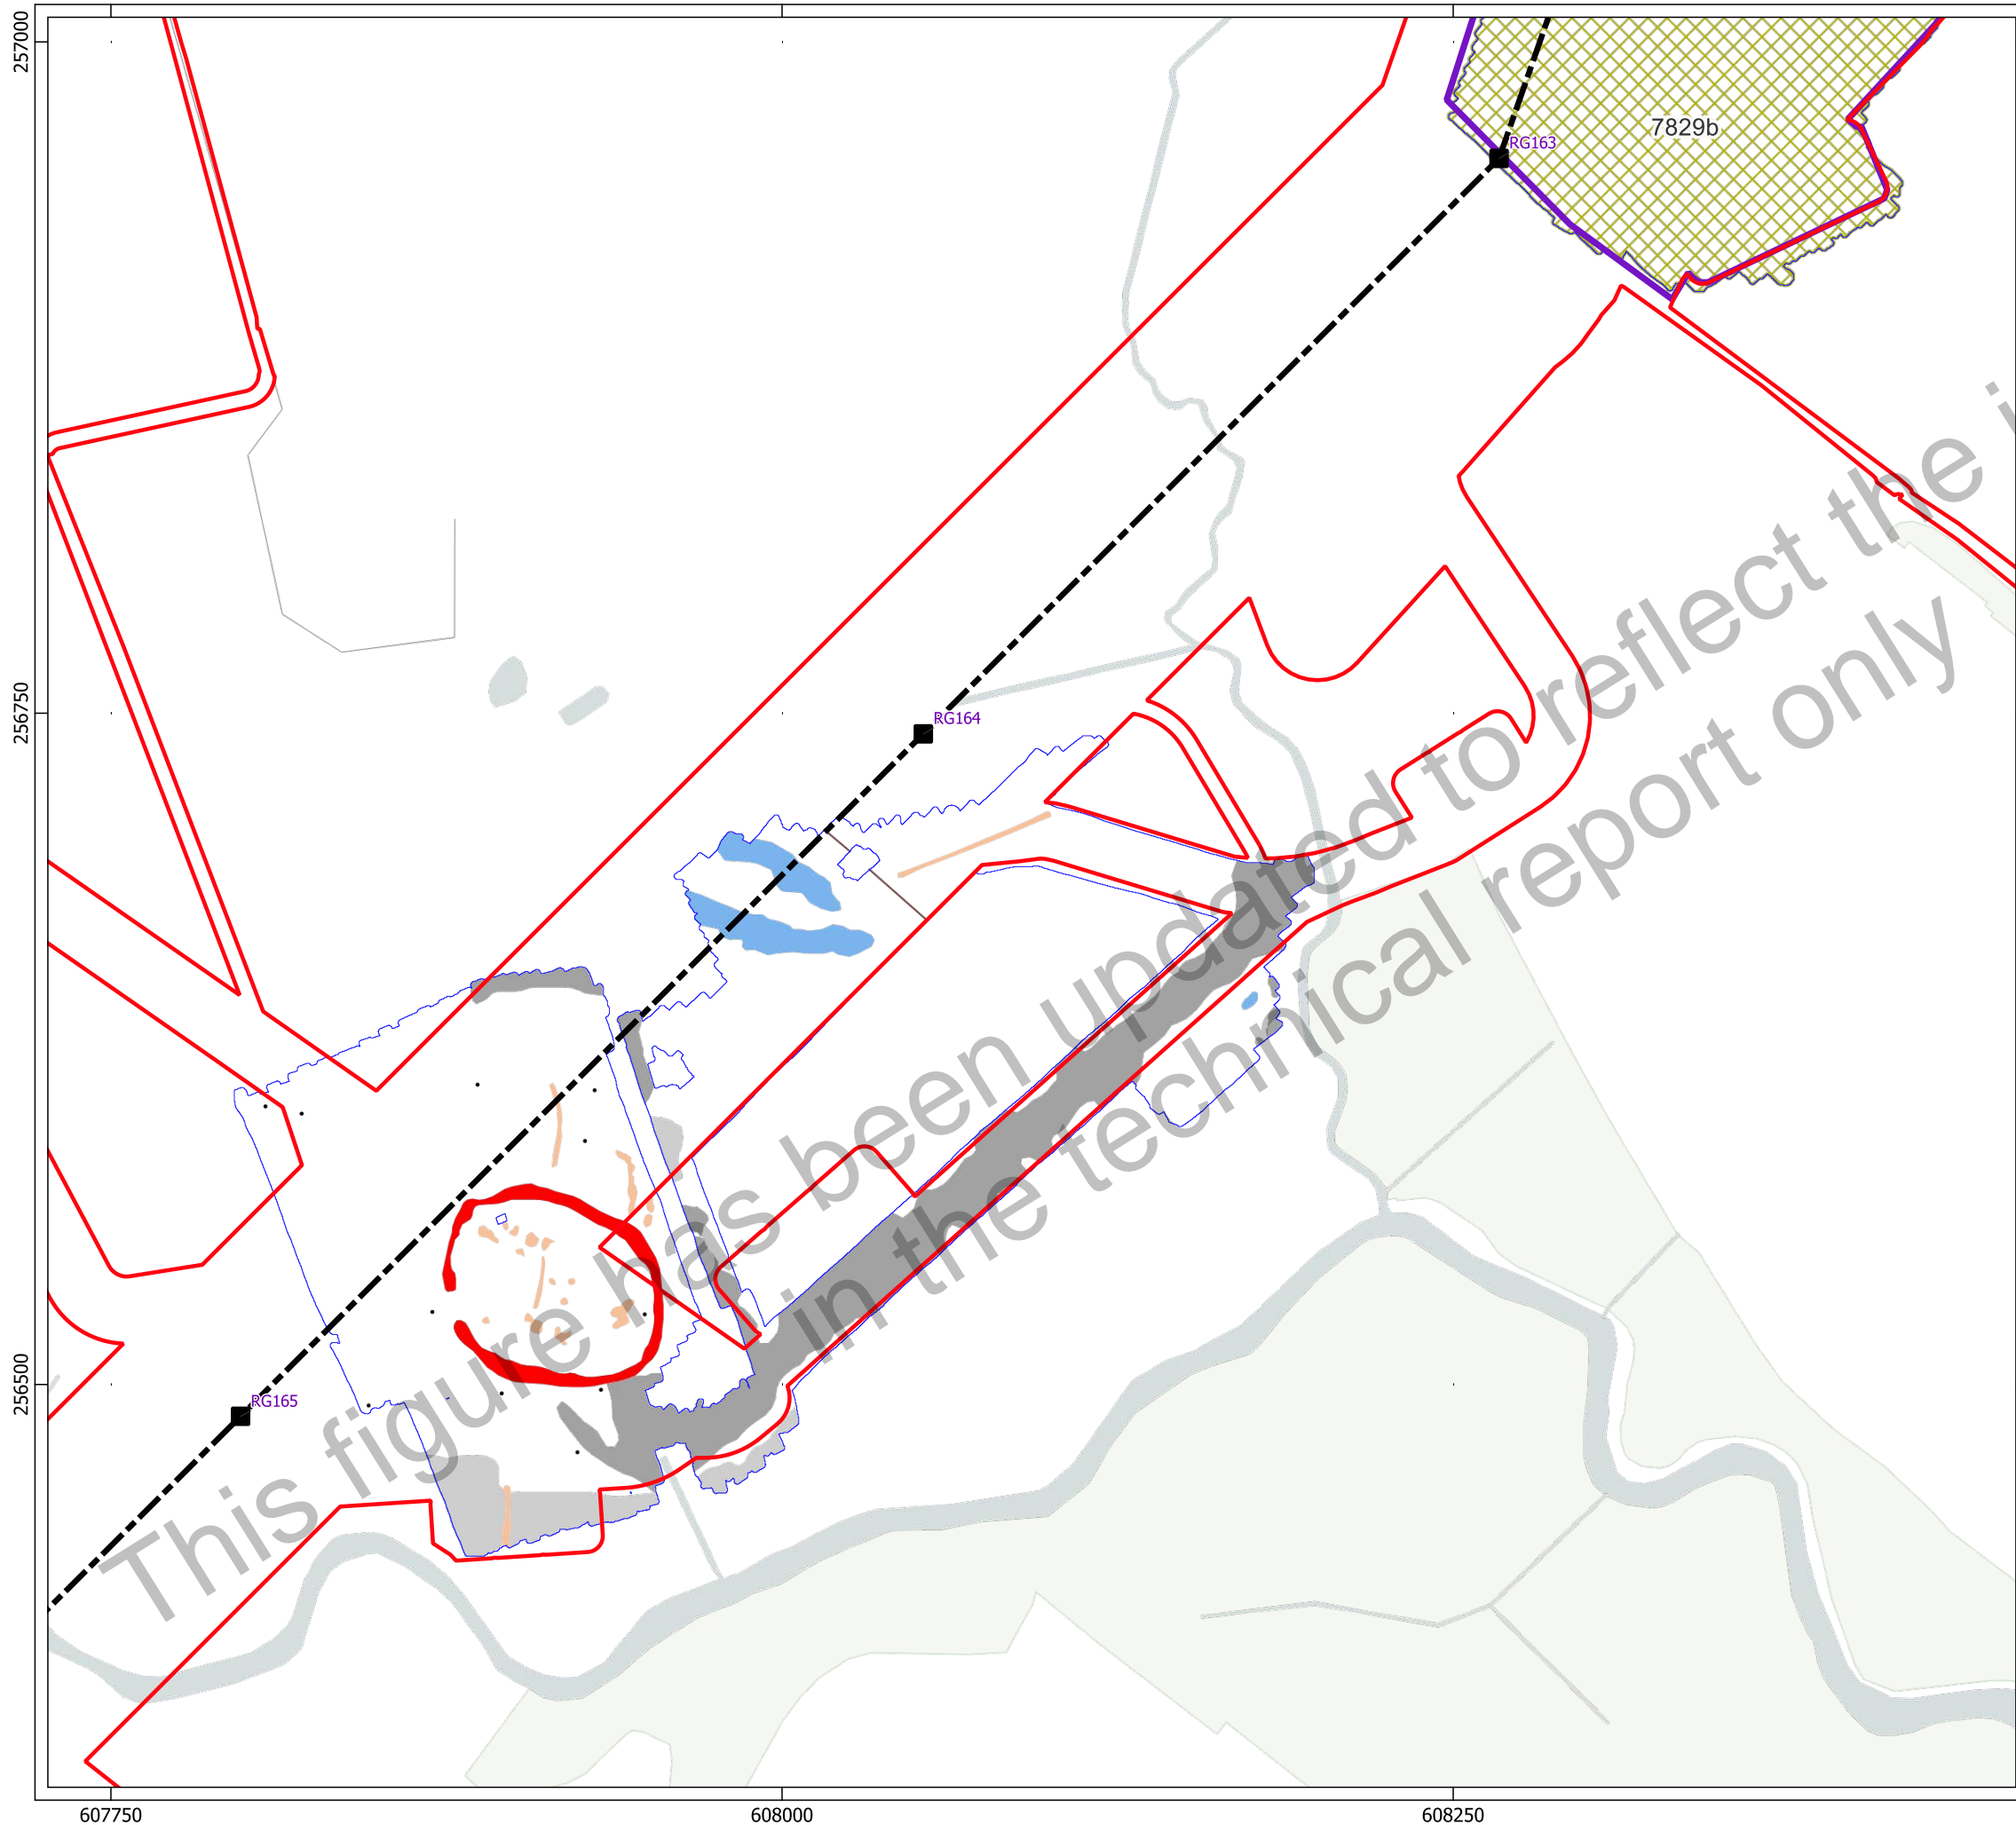 257000
7829b
RG163
256750
RG164
256500
RG165
This figure has been updated to reflect the
in the technical report only
607750
608000
608250